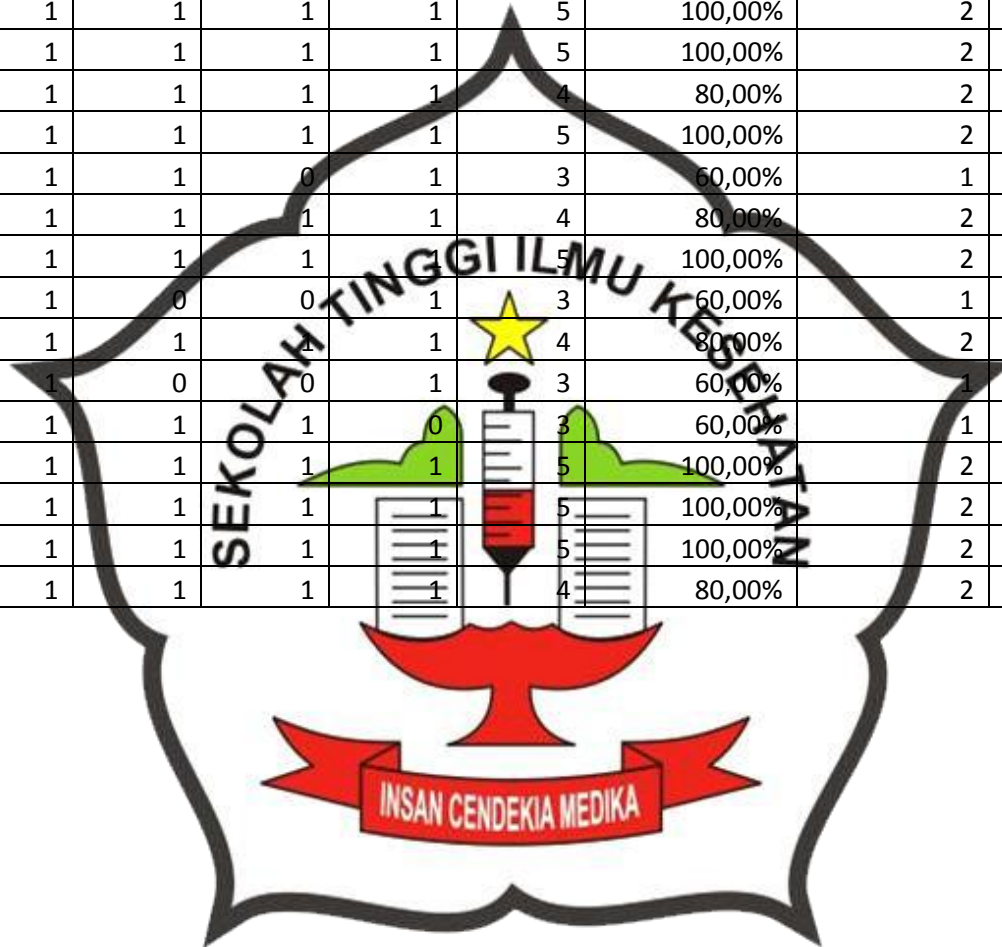 1 1 1 1 5 100,00% 2
1 1 1 1 5 100,00% 2
1 1 1 1 4 80,00% 2
1 1 1 1 5 100,00% 2
1 1 0 1 3 60,00% 1
1 1 1 1 4 80,00% 2
1 1 1 1 5 100,00% 2
1 0 0 1 3 60,00% 1
1 1 1 1 4 80,00% 2
1 0 0 1 3 60,00% 1
1 1 1 0 3 60,00% 1
1 1 1 1 5 100,00% 2
1 1 1 1 5 100,00% 2
1 1 1 1 5 100,00% 2
1 1 1 1 4 80,00% 2
SEKOLAH TINGGI ILMU KESEHATAN
INSAN CENDEKIA MEDIKA